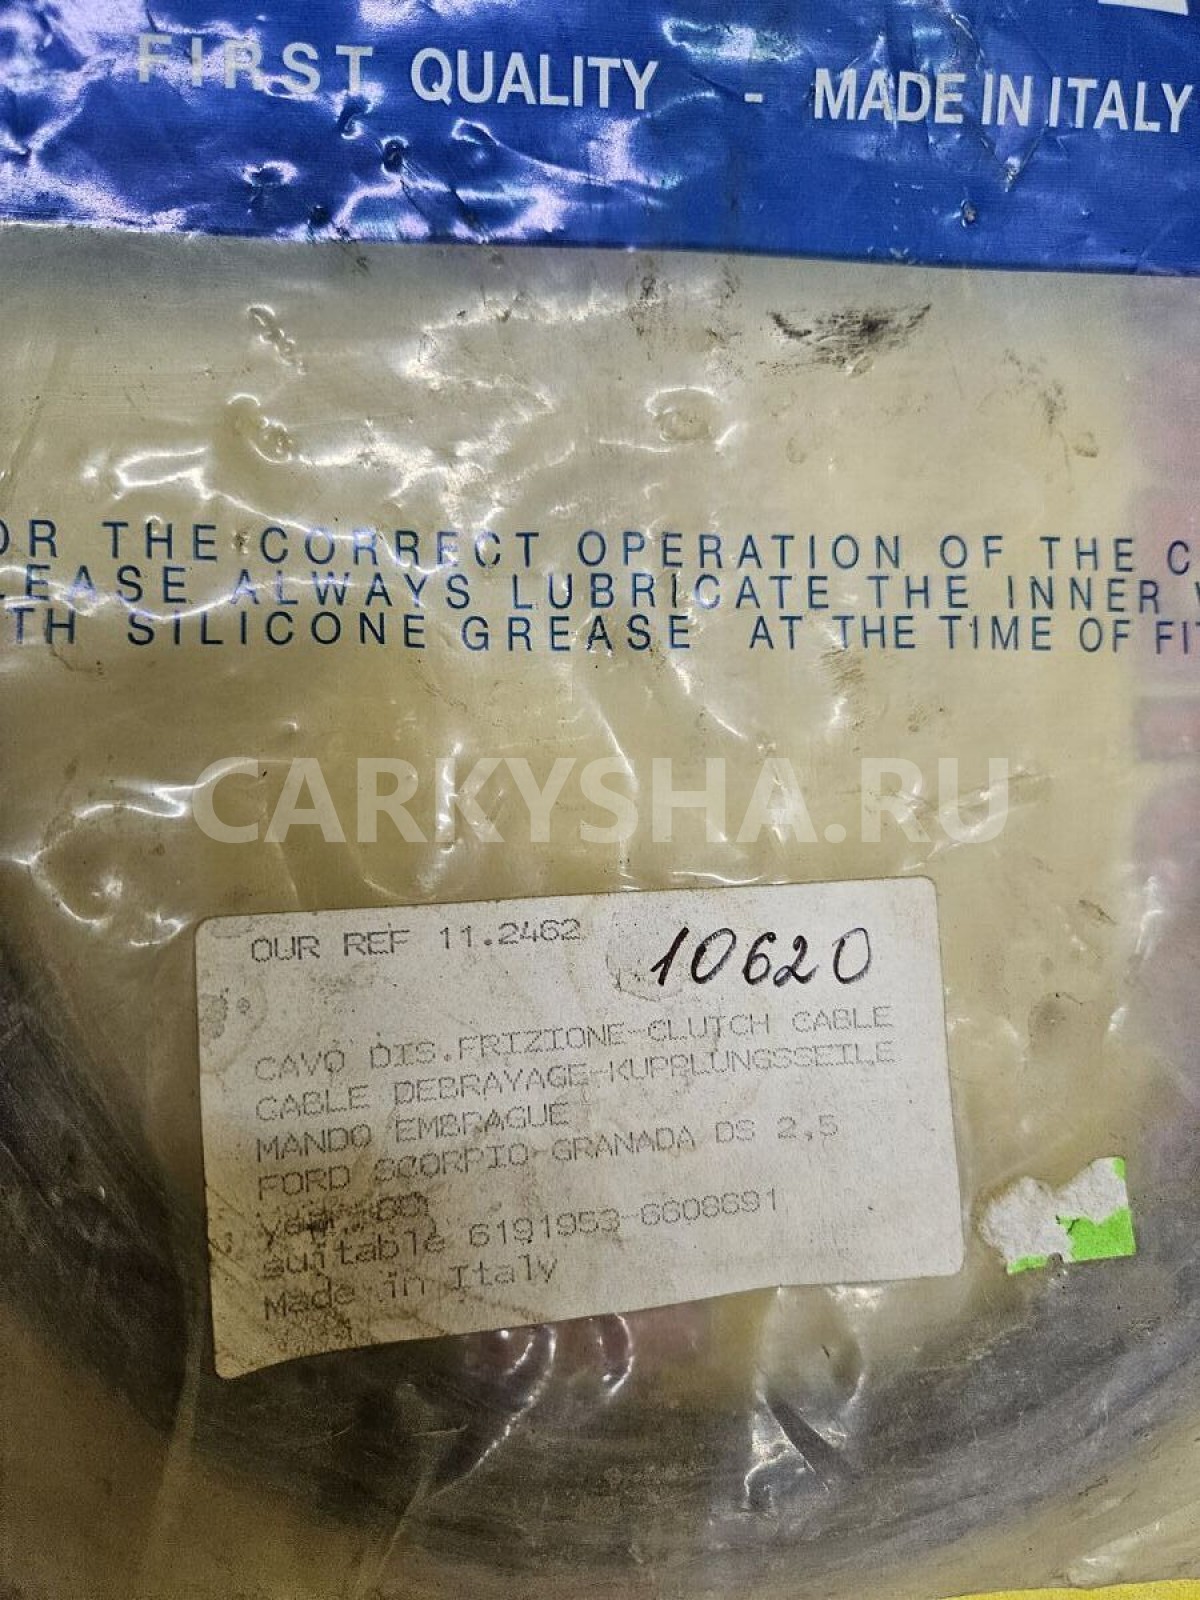 FIRST QUALITY - MADE IN ITALY
OR THE CORRECT OPERATION OF THE C
LEASE ALWAYS LUBRICATE THE INNER W
TH SILICONE GREASE AT THE TIME OF FIT
CARKYSHA.RU
OUR REF 11.2462
10620
CAVO DIS.FRIZIONE-CLUTCH CABLE
CABLE DEBRAYAGE-KUPPLUNGSSEILE
MANDO EMBRAGUE
FORD SCORPIO-GRANADA DS 2,5
suitable 6191953-6608691
Made in Italy